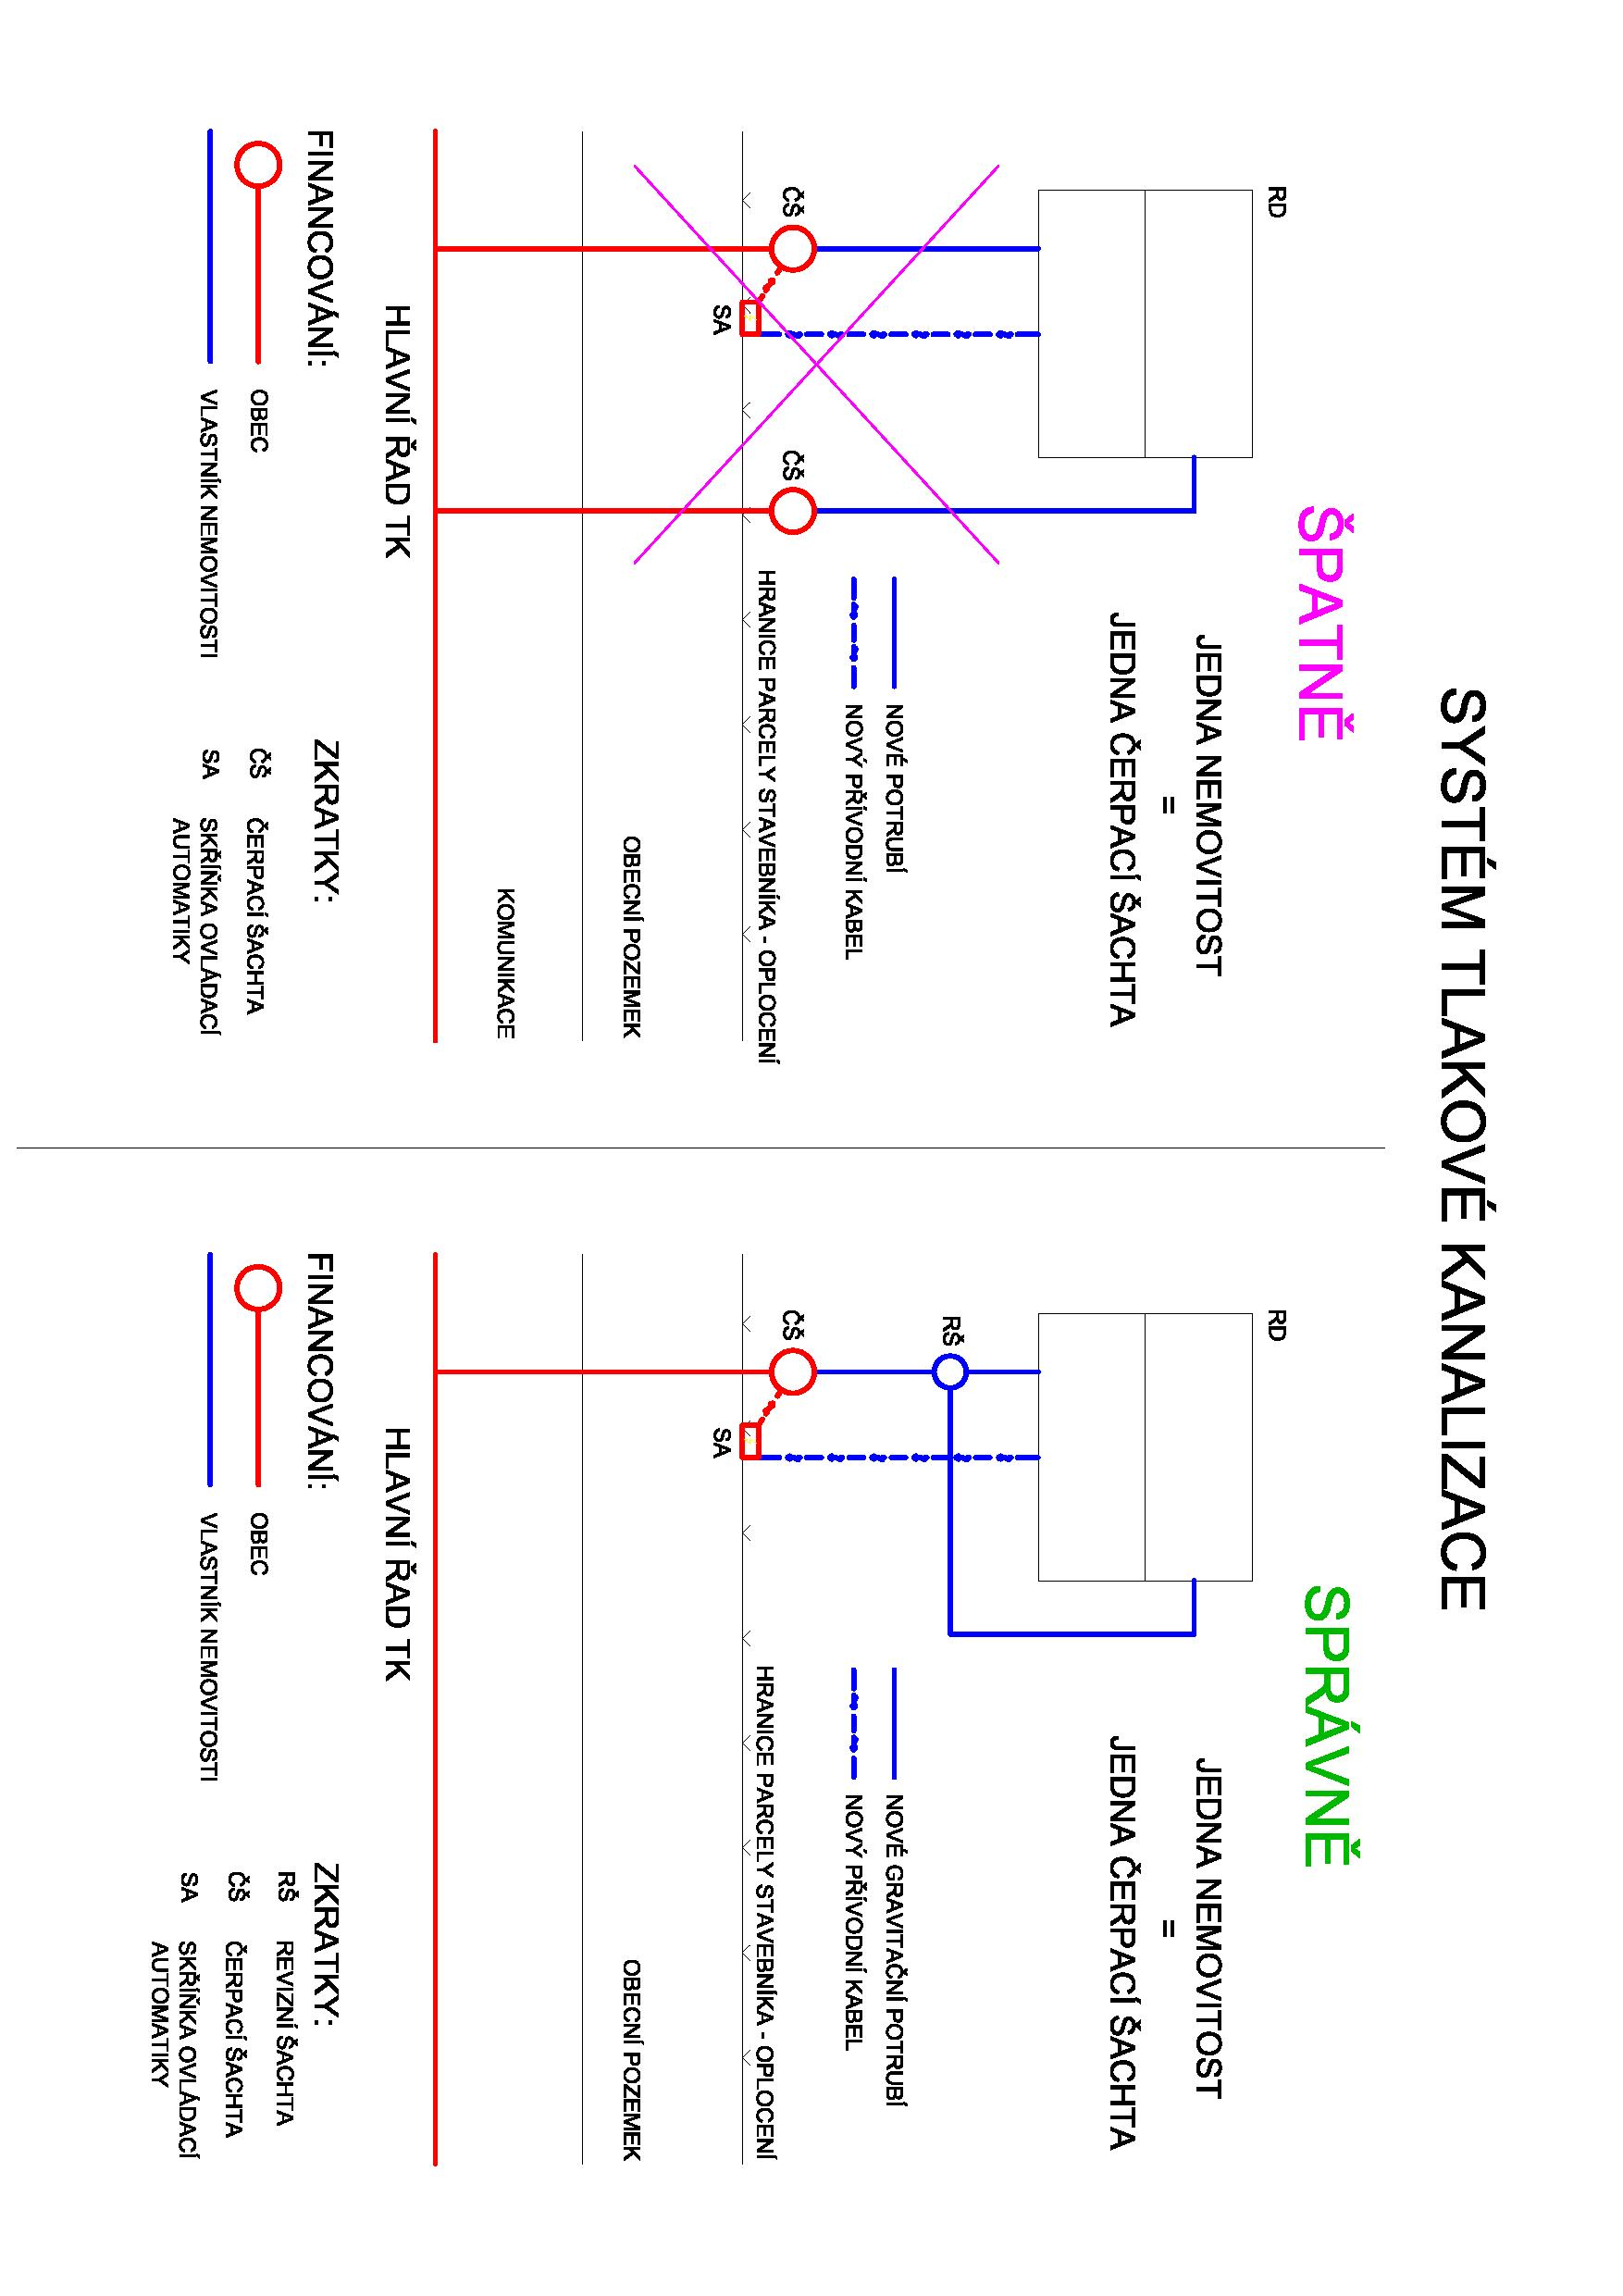 SYSTÉM TLAKOVÉ KANALIZACE
ŠPATNĚ
RD
JEDNA NEMOVITOST
=
JEDNA ČERPACÍ ŠACHTA
NOVÉ POTRUBÍ
NOVÝ PŘÍVODNÍ KABEL
ČŠ
ČŠ
HRANICE PARCELY STAVEBNÍKA - OPLOCENÍ
SA
OBECNÍ POZEMEK
KOMUNIKACE
HLAVNÍ ŘAD TK
FINANCOVÁNÍ:
OBEC
VLASTNÍK NEMOVITOSTI
ZKRATKY:
ČŠ ČERPACÍ ŠACHTA
SA SKŘÍŇKA OVLÁDACÍ
AUTOMATIKY
SPRÁVNĚ
RD
JEDNA NEMOVITOST
=
JEDNA ČERPACÍ ŠACHTA
RŠ
NOVÉ GRAVITAČNÍ POTRUBÍ
NOVÝ PŘÍVODNÍ KABEL
ČŠ
HRANICE PARCELY STAVEBNÍKA - OPLOCENÍ
SA
OBECNÍ POZEMEK
HLAVNÍ ŘAD TK
FINANCOVÁNÍ:
OBEC
VLASTNÍK NEMOVITOSTI
ZKRATKY:
RŠ REVIZNÍ ŠACHTA
ČŠ ČERPACÍ ŠACHTA
SA SKŘÍŇKA OVLÁDACÍ
AUTOMATIKY